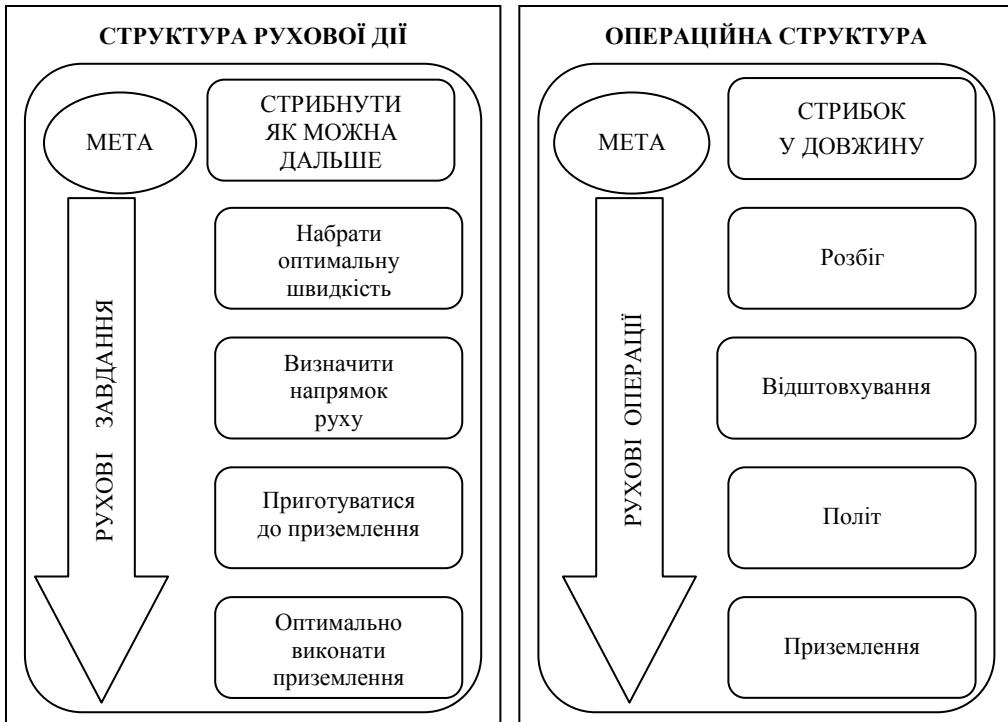 СТРУКТУРА РУХОВОЇ ДІЇ
МЕТА
СТРИБНУТИ
ЯК МОЖНА
ДАЛЬШЕ
РУХОВІ ЗАВДАННЯ
Набрати
оптимальну
швидкість
Визначити
напрямок
руху
Приготуватися
до приземлення
Оптимально
виконати
приземлення
ОПЕРАЦІЙНА СТРУКТУРА
МЕТА
СТРИБОК
У ДОВЖИНУ
РУХОВІ ОПЕРАЦІЇ
Розбіг
Відштовхування
Політ
Приземлення